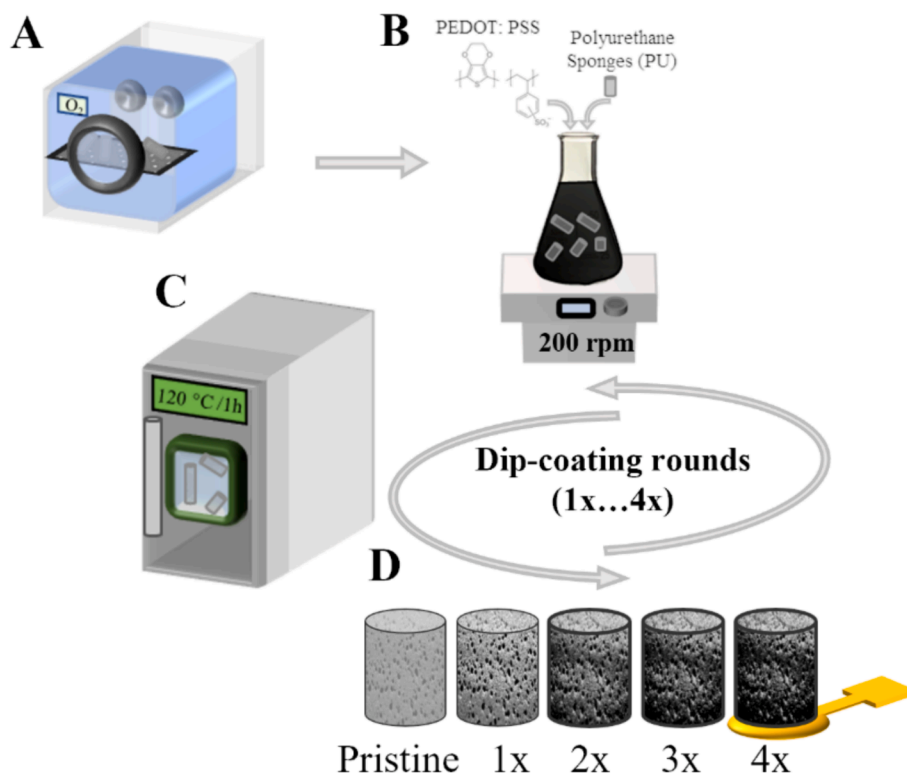 A
O2
B
PEDOT: PSS
Polyurethane
Sponges (PU)
SO3-
200 rpm
C
120 °C/1h
Dip-coating rounds
(1x…4x)
D
Pristine 1x 2x 3x 4x